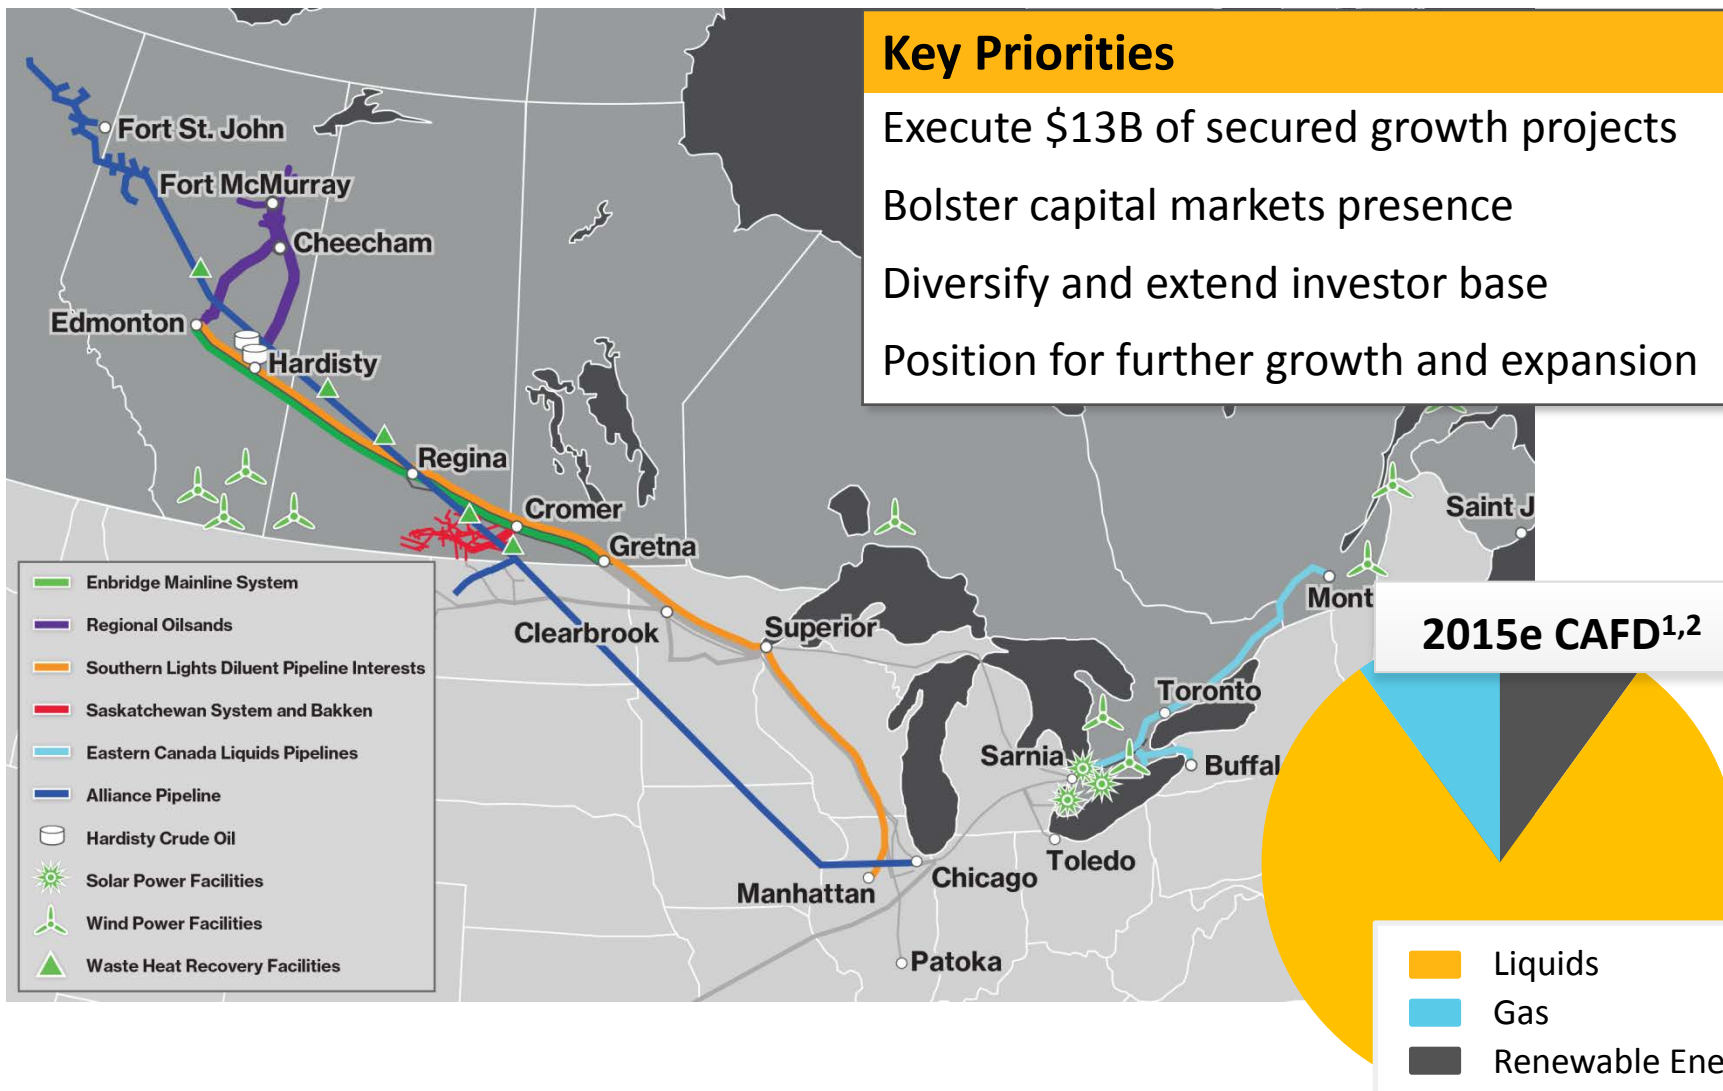 Key Priorities
Execute $13B of secured growth projects
Bolster capital markets presence
Diversify and extend investor base
Position for further growth and expansion
Fort St. John
Fort McMurray
Cheecham
Edmonton
Hardisty
Regina
Cromer
Gretna
Saint J
Clearbrook
Superior
Mont
Toronto
Sarnia
Buffal
Toledo
Chicago
Manhattan
Patoka
Enbridge Mainline System
Regional Oilsands
Southern Lights Diluent Pipeline Interests
Saskatchewan System and Bakken
Eastern Canada Liquids Pipelines
Alliance Pipeline
Hardisty Crude Oil
Solar Power Facilities
Wind Power Facilities
Waste Heat Recovery Facilities
2015e CAFD1,2
Liquids
Gas
Renewable Ene